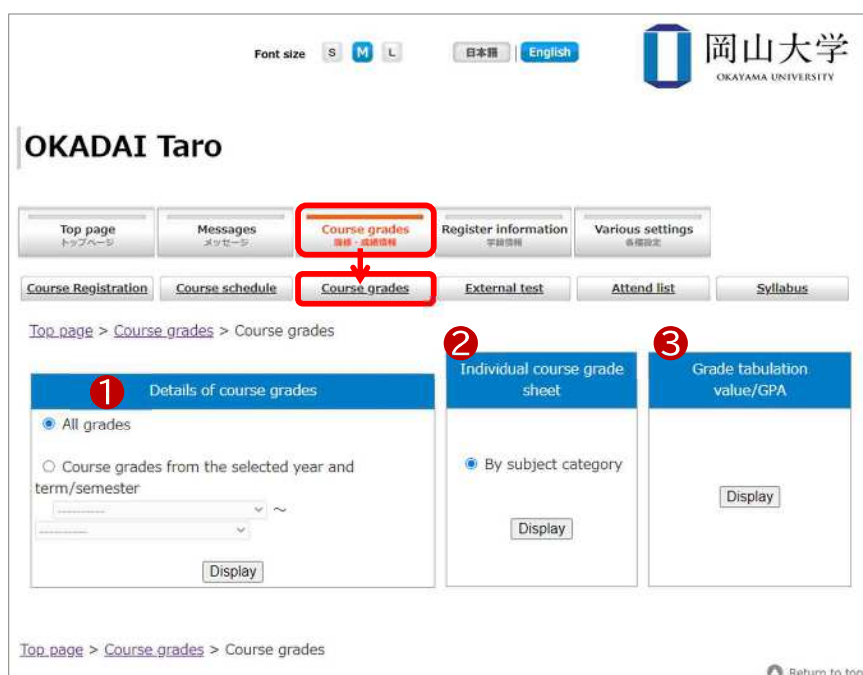 Font size S M L 日本語 | English
岡山大学
OKAYAMA UNIVERSITY
OKADAI Taro
Top page Messages Course grades Register information Various settings
トップページ メッセージ 履修・成績情報 学籍情報 各種設定
Course Registration Course schedule Course grades External test Attend list Syllabus
Top page > Course grades > Course grades
1 Details of course grades
All grades
Course grades from the selected year and
term/semester
---------- ~
----------
Display
2
Individual course grade
sheet
By subject category
Display
3
Grade tabulation
value/GPA
Display
Top page > Course grades > Course grades
Return to top